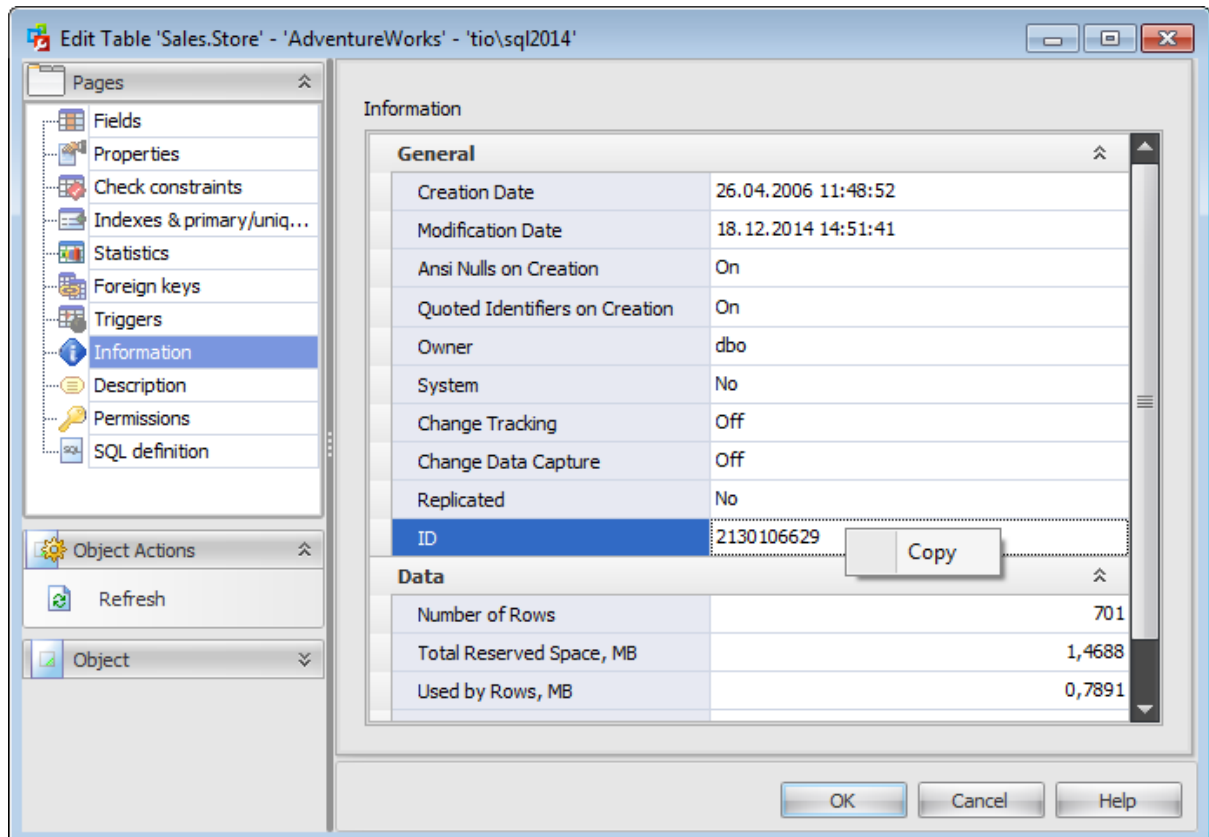 Edit Table 'Sales.Store' - 'AdventureWorks' - 'tio\sql2014'
Pages
Fields
Properties
Check constraints
Indexes & primary/uniq...
Statistics
Foreign keys
Triggers
Information
Description
Permissions
SQL definition
Object Actions
Refresh
Object
Information
General
Creation Date 26.04.2006 11:48:52
Modification Date 18.12.2014 14:51:41
Ansi Nulls on Creation On
Quoted Identifiers on Creation On
Owner dbo
System No
Change Tracking Off
Change Data Capture Off
Replicated No
ID 2130106629
Copy
Data
Number of Rows 701
Total Reserved Space, MB 1,4688
Used by Rows, MB 0,7891
OK Cancel Help